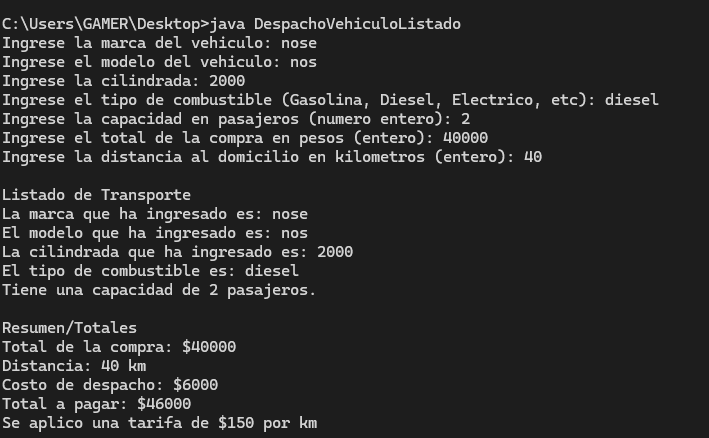 C:\Users\GAMER\Desktop>java DespachoVehiculoListado
Ingrese la marca del vehiculo: nose
Ingrese el modelo del vehiculo: nos
Ingrese la cilindrada: 2000
Ingrese el tipo de combustible (Gasolina, Diesel, Electrico, etc): diesel
Ingrese la capacidad en pasajeros (numero entero): 2
Ingrese el total de la compra en pesos (entero): 40000
Ingrese la distancia al domicilio en kilometros (entero): 40
Listado de Transporte
La marca que ha ingresado es: nose
El modelo que ha ingresado es: nos
La cilindrada que ha ingresado es: 2000
El tipo de combustible es: diesel
Tiene una capacidad de 2 pasajeros.
Resumen/Totales
Total de la compra: $40000
Distancia: 40 km
Costo de despacho: $6000
Total a pagar: $46000
Se aplico una tarifa de $150 por km